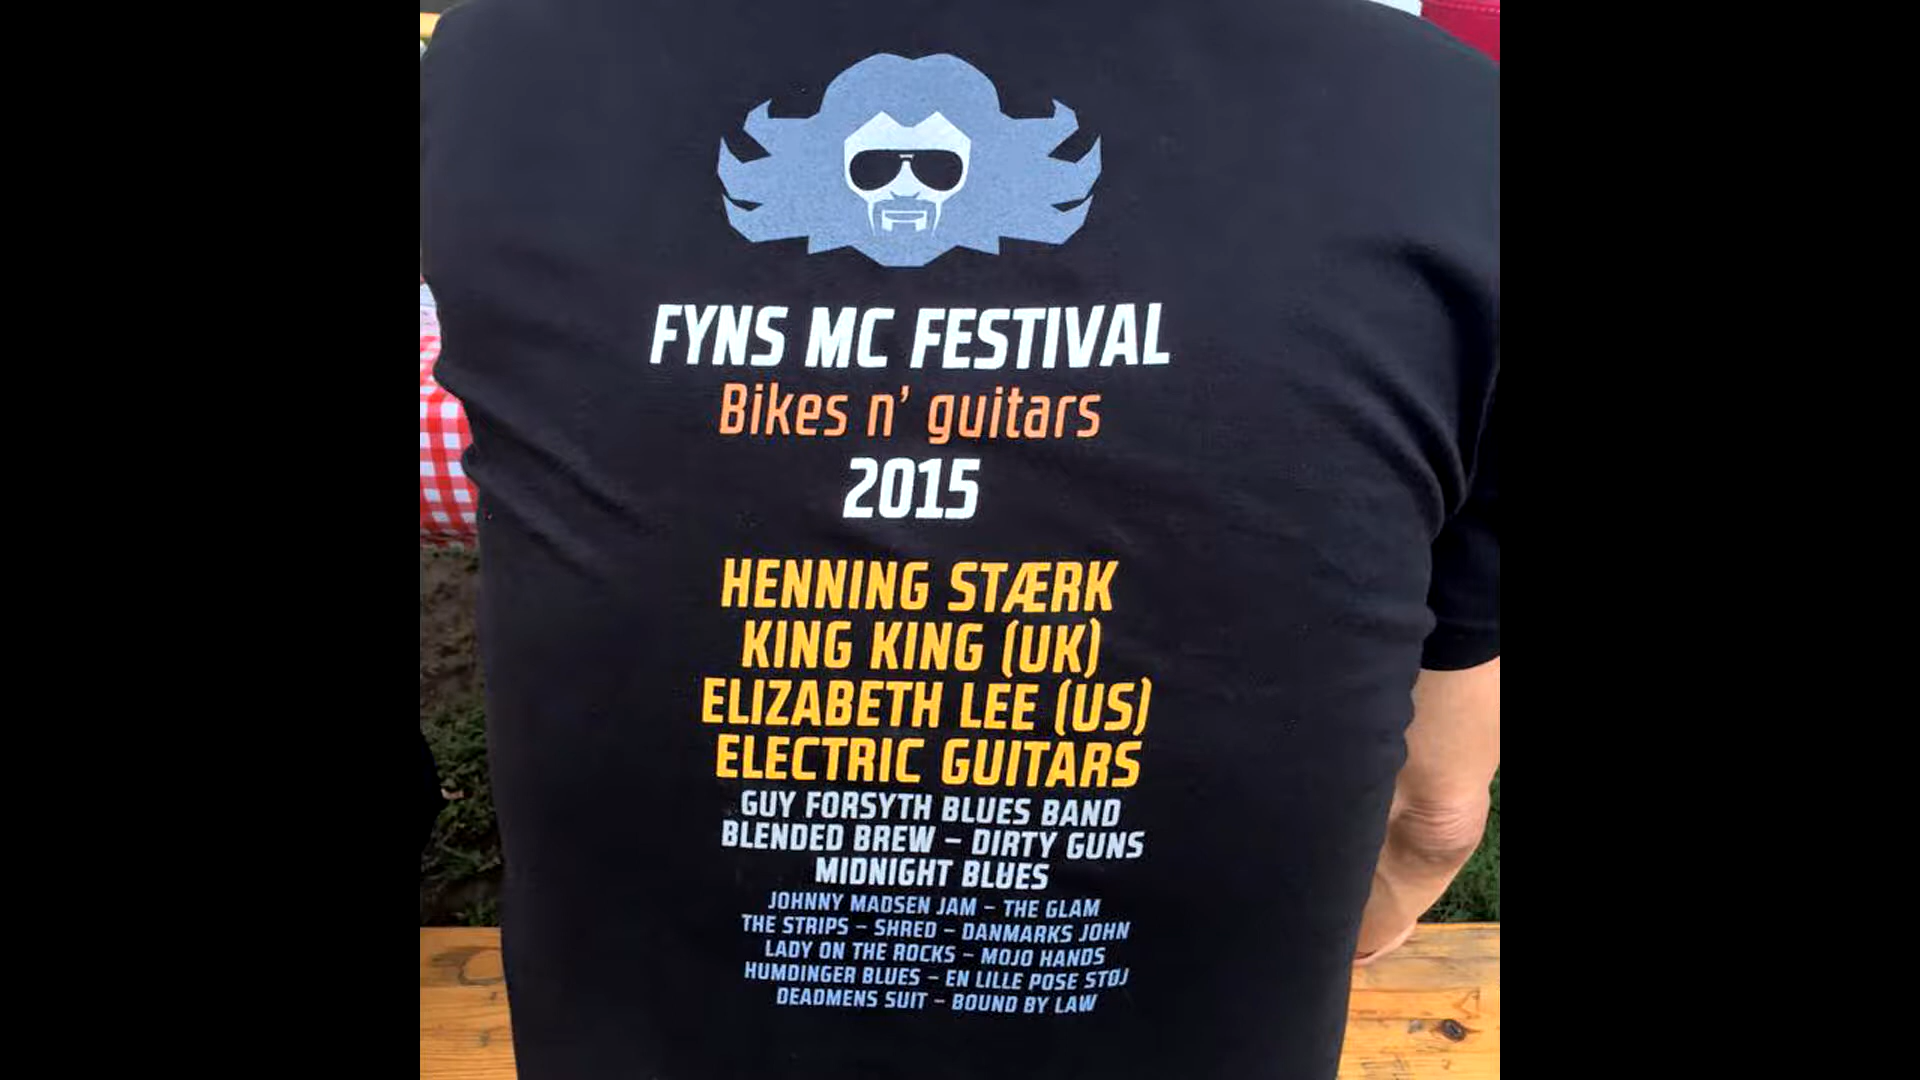 FYNS MC FESTIVAL
Bikes n' guitars
2015
HENNING STÆRK
KING KING (UK)
ELIZABETH LEE (US)
ELECTRIC GUITARS
GUY FORSYTH BLUES BAND
BLENDED BREW – DIRTY GUNS
MIDNIGHT BLUES
JOHNNY MADSEN JAM – THE GLAM
THE STRIPS – SHRED – DANMARKS JOHN
LADY ON THE ROCKS – MOJO HANDS
HUMDINGER BLUES – EN LILLE POSE STØJ
DEADMENS SUIT – BOUND BY LAW